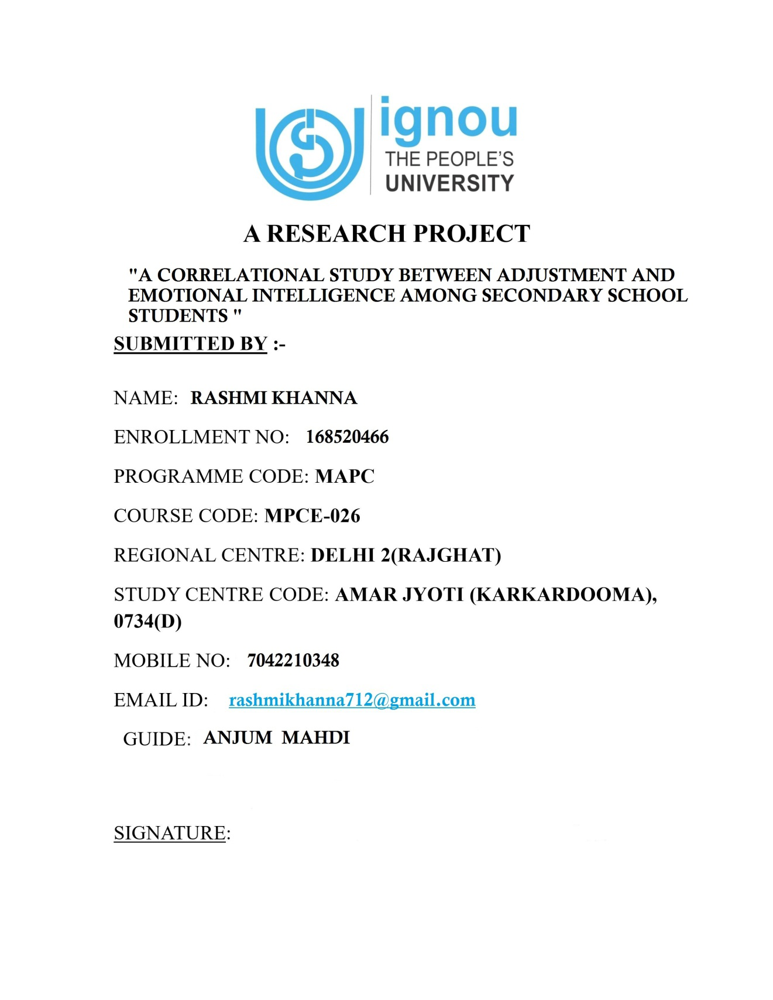 ignou
THE PEOPLE'S
UNIVERSITY
A RESEARCH PROJECT
"A CORRELATIONAL STUDY BETWEEN ADJUSTMENT AND
EMOTIONAL INTELLIGENCE AMONG SECONDARY SCHOOL
STUDENTS "
SUBMITTED BY :-
NAME: RASHMI KHANNA
ENROLLMENT NO: 168520466
PROGRAMME CODE: MAPC
COURSE CODE: MPCE-026
REGIONAL CENTRE: DELHI 2(RAJGHAT)
STUDY CENTRE CODE: AMAR JYOTI (KARKARDOOMA),
0734(D)
MOBILE NO: 7042210348
EMAIL ID: rashmikhanna712@gmail.com
GUIDE: ANJUM MAHDI
SIGNATURE: